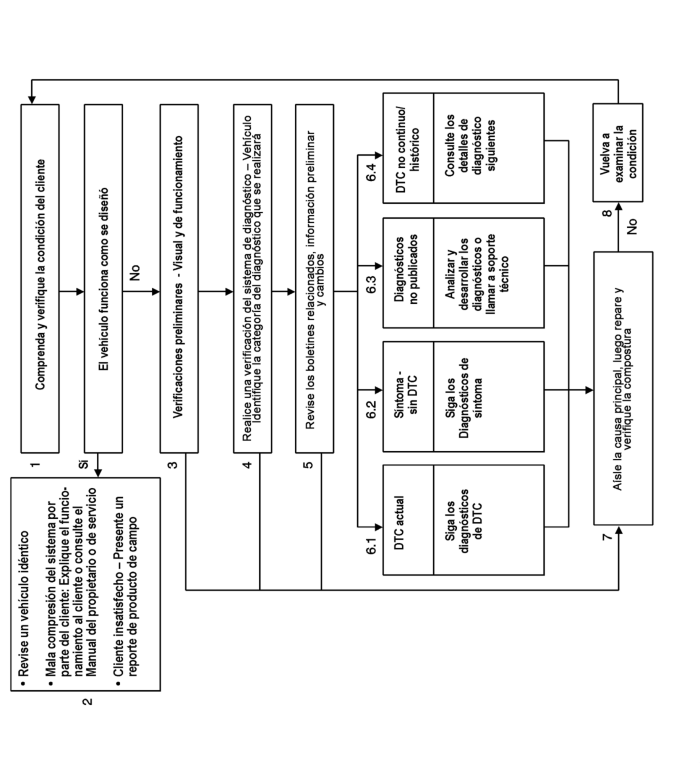 1
Comprenda y verifique la condición del cliente
El vehículo funciona como se diseñó
Sí
No
2
• Revise un vehículo idéntico
• Mala compresión del sistema por
parte del cliente: Explique el funcio-
namiento al cliente o consulte el
Manual del propietario o de servicio
• Cliente insatisfecho – Presente un
reporte de producto de campo
3
Verificaciones preliminares - Visual y de funcionamiento
4
Realice una verificación del sistema de diagnóstico – Vehículo
Identifique la categoría del diagnóstico que se realizará
5
Revise los boletines relacionados, información preliminar
y cambios
6.1
DTC actual
Siga los
diagnósticos
de DTC
6.2
Síntoma -
sin DTC
Siga los
Diagnósticos de
síntoma
6.3
Diagnósticos
no publicados
Analizar y
desarrollar los
diagnósticos o
llamar a soporte
técnico
6.4
DTC no continuo/
histórico
Consulte los
detalles de
diagnóstico
siguientes
7
Aísle la causa principal, luego repare y
verifique la compostura
No
8
Vuelva a
examinar la
condición